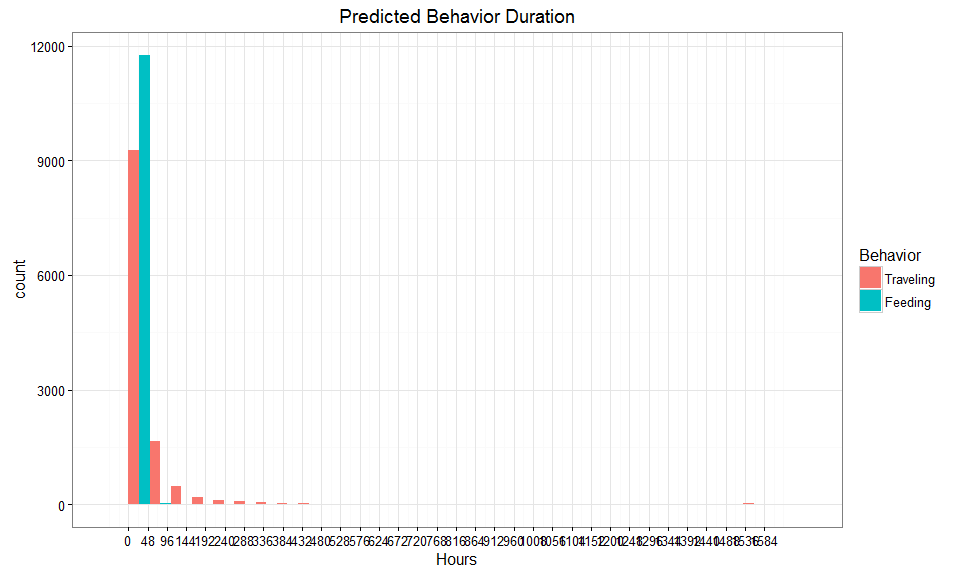 Predicted Behavior Duration
12000
9000
6000
3000
0
count
0 48 96 144 192 240 288 336 384 432 480 528 576 624 672 720 768 816 864 912 960 1008 1056 1104 1152 1200 1248 1296 1344 1392 1440 1488 1536 1584
Hours
Behavior
Traveling
Feeding